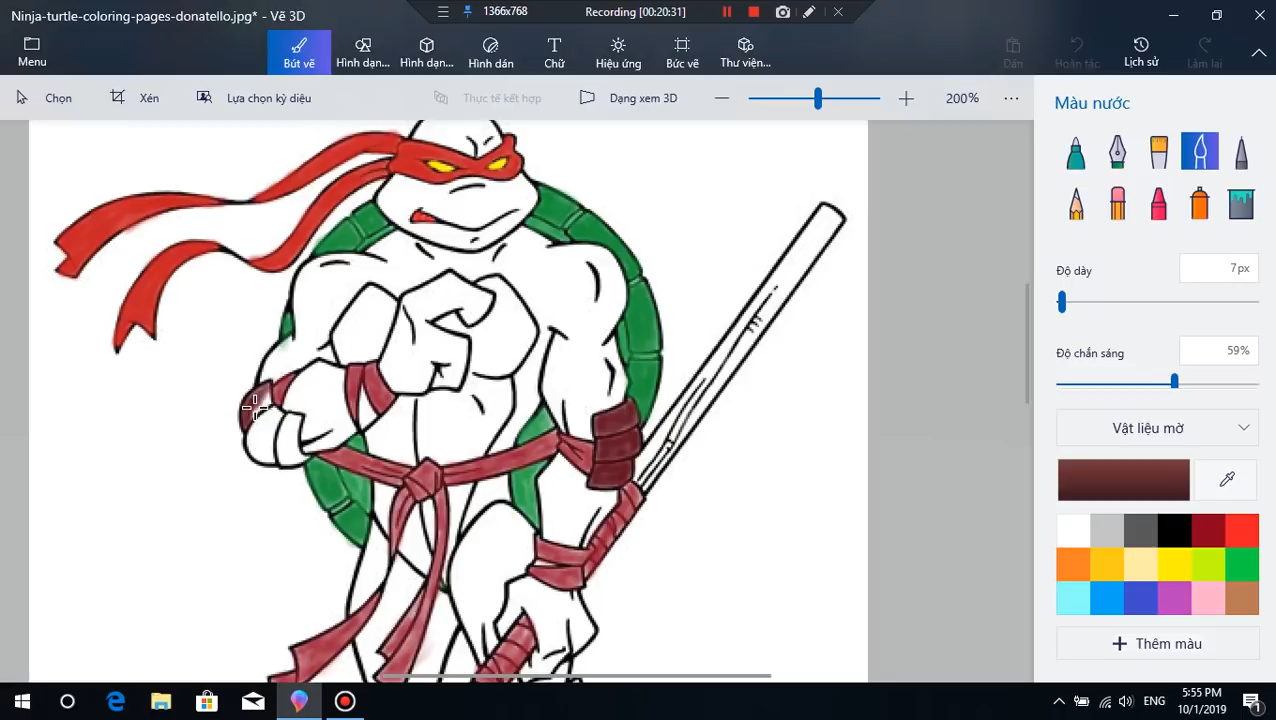 Ninja-turtle-coloring-pages-donatello.jpg* - Vẽ 3D
1366x768
Recording [00:20:31]
Menu
Bút vẽ
Hình dạn...
Hình dạn...
Hình dán
Chữ
Hiệu ứng
Bức vẽ
Thư viện...
Dán
Hoàn tác
Lịch sử
Làm lại
Chọn
Xén
Lựa chọn kỳ diệu
Thực tế kết hợp
Dạng xem 3D
200%
Màu nước
Độ dày
7px
Độ chắn sáng
59%
Vật liệu mờ
Thêm màu
ENG
5:55 PM
10/1/2019
1